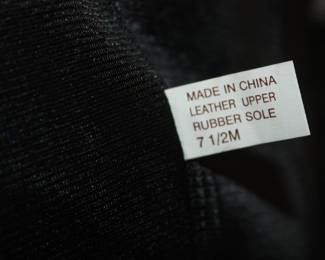 MADE IN CHINA
LEATHER UPPER
RUBBER SOLE
7 1/2M